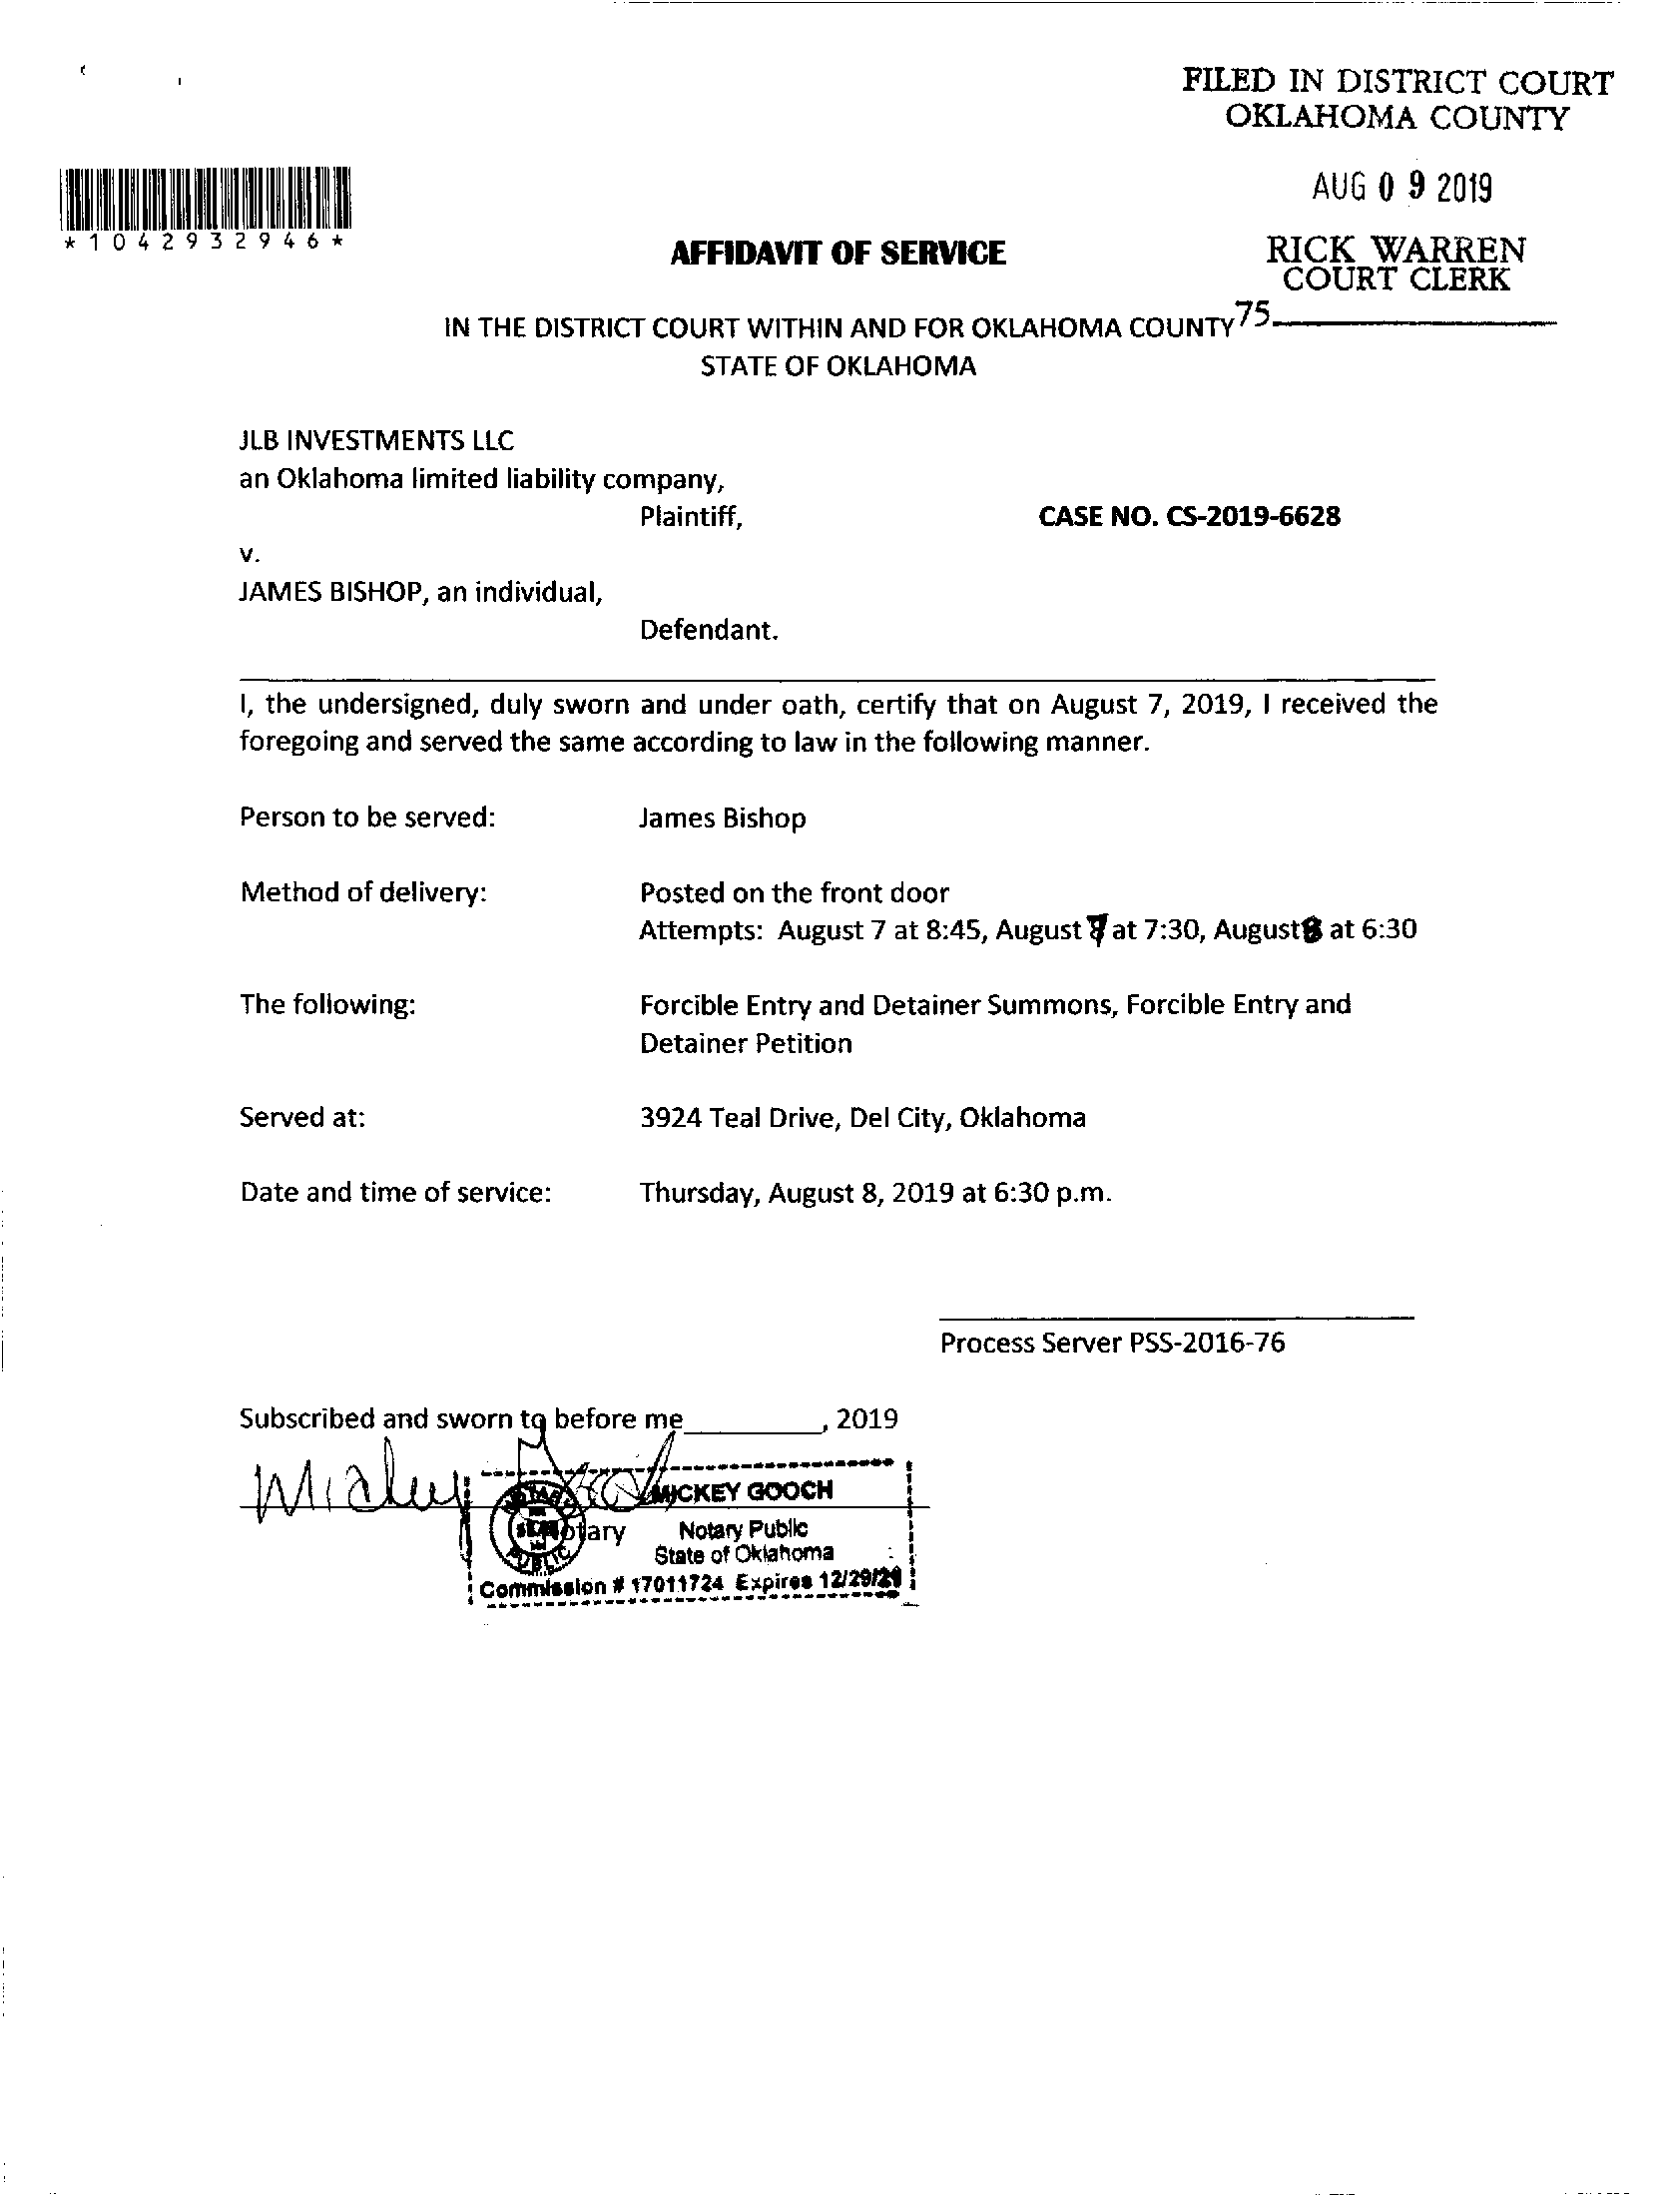 FILED IN DISTRICT COURT
OKLAHOMA COUNTY
AUG 0 9 2019
RICK WARREN
COURT CLERK
75
*1042932946*
AFFIDAVIT OF SERVICE
IN THE DISTRICT COURT WITHIN AND FOR OKLAHOMA COUNTY
STATE OF OKLAHOMA
JLB INVESTMENTS LLC
an Oklahoma limited liability company,
Plaintiff,
CASE NO. CS-2019-6628
v.
JAMES BISHOP, an individual,
Defendant.
I, the undersigned, duly sworn and under oath, certify that on August 7, 2019, I received the
foregoing and served the same according to law in the following manner.
Person to be served: James Bishop
Method of delivery: Posted on the front door
Attempts: August 7 at 8:45, August at 7:30, August 8 at 6:30
The following: Forcible Entry and Detainer Summons, Forcible Entry and
Detainer Petition
Served at: 3924 Teal Drive, Del City, Oklahoma
Date and time of service: Thursday, August 8, 2019 at 6:30 p.m.
Process Server PSS-2016-76
Subscribed and sworn to before me ________, 2019
MICKEY GOOCH
Notary
Notary Public
State of Oklahoma
NOTARY
SEAL
PUBLIC
Commission # 17011724 Expires 12/29/